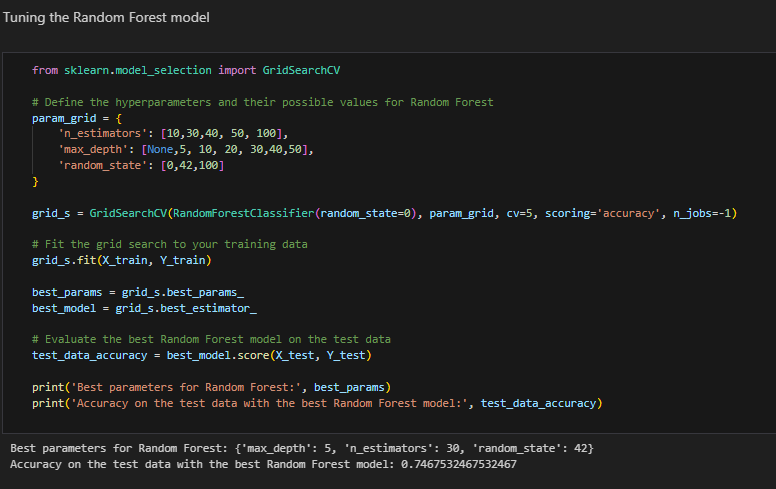 Tuning the Random Forest model
from sklearn.model_selection import GridSearchCV
# Define the hyperparameters and their possible values for Random Forest
param_grid = {
    'n_estimators': [10,30,40, 50, 100],
    'max_depth': [None,5, 10, 20, 30,40,50],
    'random_state': [0,42,100]
}
grid_s = GridSearchCV(RandomForestClassifier(random_state=0), param_grid, cv=5, scoring='accuracy', n_jobs=-1)
# Fit the grid search to your training data
grid_s.fit(X_train, Y_train)
best_params = grid_s.best_params_
best_model = grid_s.best_estimator_
# Evaluate the best Random Forest model on the test data
test_data_accuracy = best_model.score(X_test, Y_test)
print('Best parameters for Random Forest:', best_params)
print('Accuracy on the test data with the best Random Forest model:', test_data_accuracy)
Best parameters for Random Forest: {'max_depth': 5, 'n_estimators': 30, 'random_state': 42}
Accuracy on the test data with the best Random Forest model: 0.7467532467532467